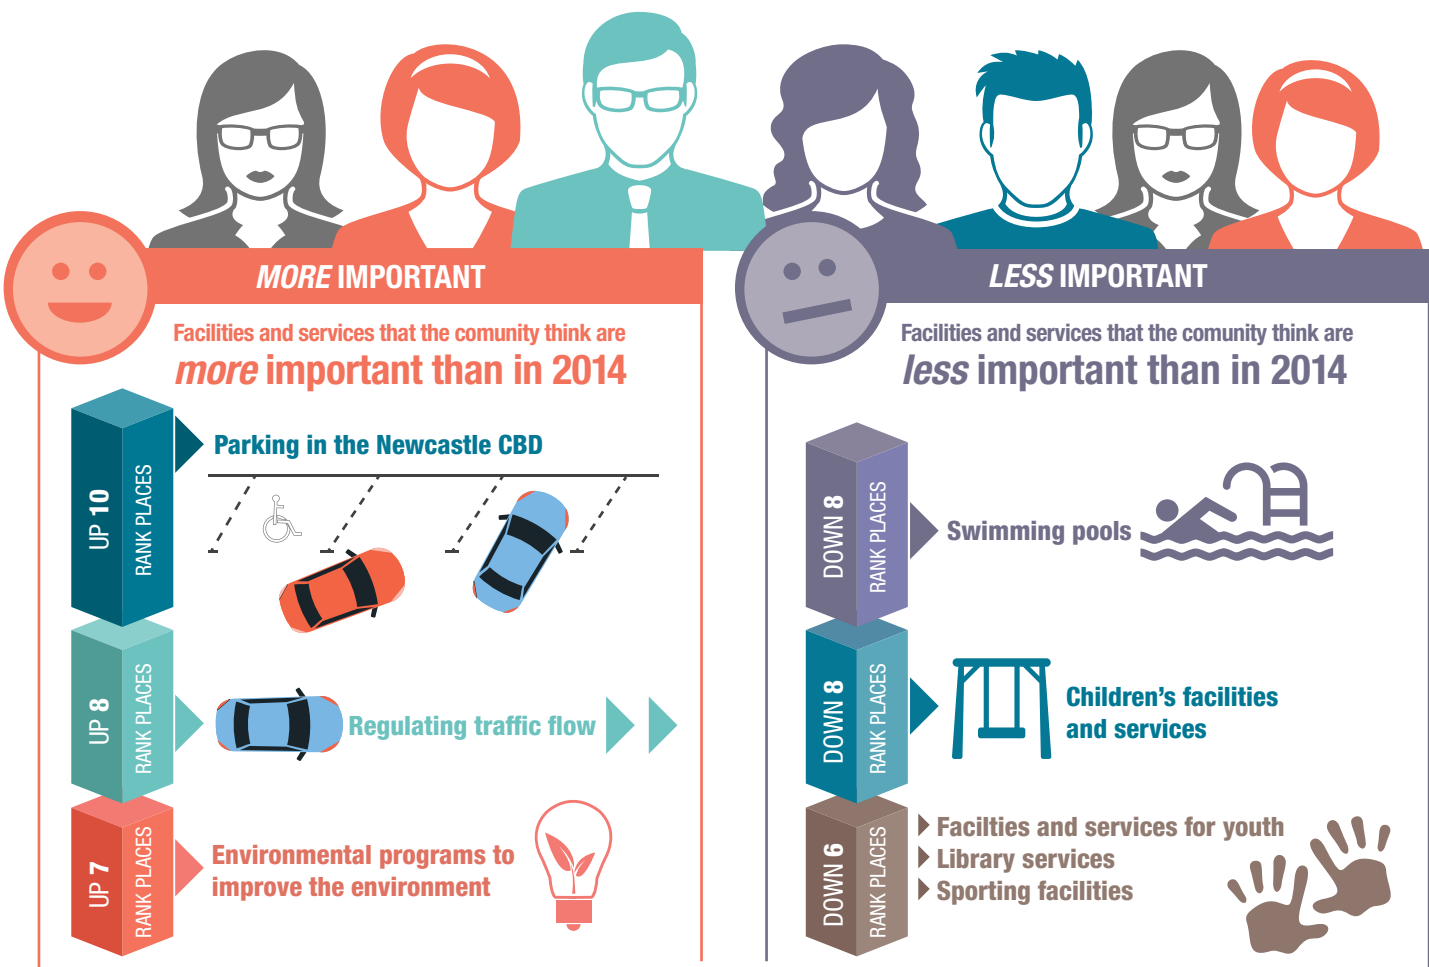 MORE IMPORTANT
Facilities and services that the comunity think are
more important than in 2014
UP 10
RANK PLACES
Parking in the Newcastle CBD
UP 8
RANK PLACES
Regulating traffic flow
UP 7
RANK PLACES
Environmental programs to
improve the environment
LESS IMPORTANT
Facilities and services that the comunity think are
less important than in 2014
DOWN 8
RANK PLACES
Swimming pools
DOWN 8
RANK PLACES
Children's facilities
and services
DOWN 6
RANK PLACES
Facilties and services for youth
Library services
Sporting facilities